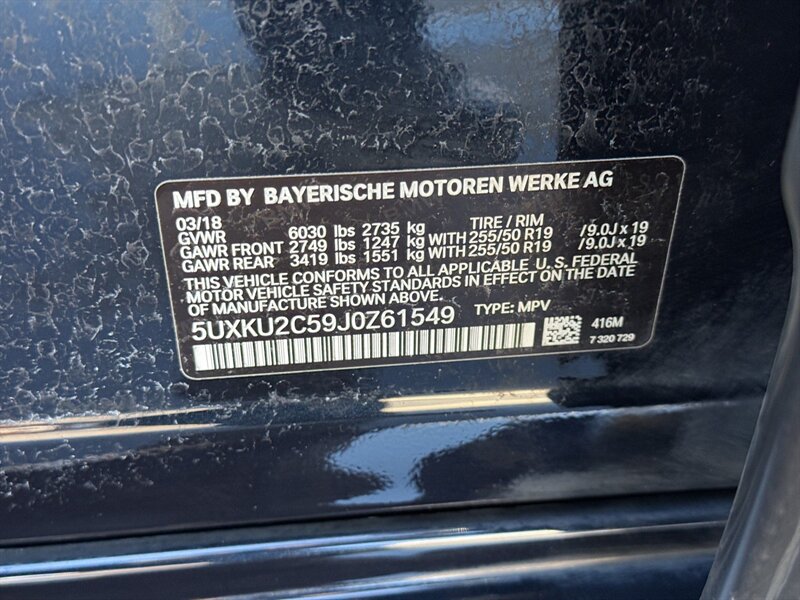 MFD BY BAYERISCHE MOTOREN WERKE AG
03/18 TIRE / RIM
GVWR 6030 lbs 2735 kg
GAWR FRONT 2749 lbs 1247 kg WITH 255/50 R19 /9.0J x 19
GAWR REAR 3419 lbs 1551 kg WITH 255/50 R19 /9.0J x 19
THIS VEHICLE CONFORMS TO ALL APPLICABLE U. S. FEDERAL
MOTOR VEHICLE SAFETY STANDARDS IN EFFECT ON THE DATE
OF MANUFACTURE SHOWN ABOVE.
5UXKU2C59J0Z61549 TYPE: MPV
416M
7 320 729